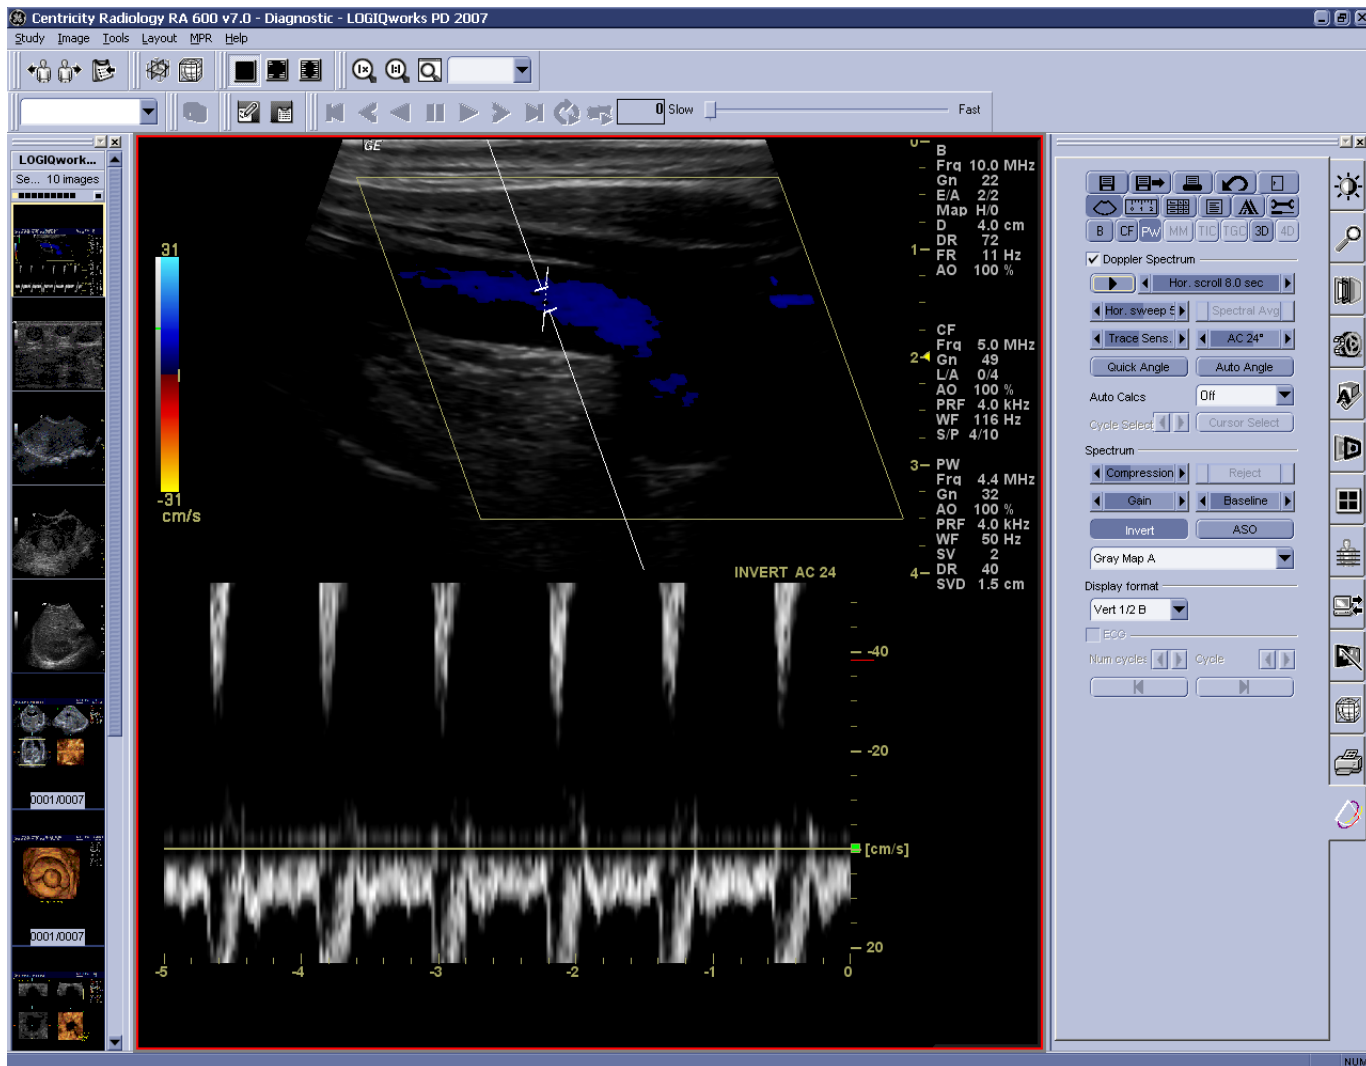 Centricity Radiology RA 600 v7.0 - Diagnostic - LOGIQworks PD 2007
Study Image Tools Layout MPR Help
0 Slow Fast
LOGIQwork...
Se... 10 images
0001/0007
0001/0007
GE
31
-31
cm/s
0
1
2
3
4
B
Frq 10.0 MHz
Gn 22
E/A 2/2
Map H/0
D 4.0 cm
DR 72
FR 11 Hz
AO 100 %
CF
Frq 5.0 MHz
Gn 49
L/A 0/4
AO 100 %
PRF 4.0 kHz
WF 116 Hz
S/P 4/10
PW
Frq 4.4 MHz
Gn 32
AO 100 %
PRF 4.0 kHz
WF 50 Hz
SV 2
DR 40
SVD 1.5 cm
INVERT AC 24
-40
-20
[cm/s]
20
-5 -4 -3 -2 -1 0
B CF PW MM TIC TGC 3D 4D
Doppler Spectrum
Hor. scroll 8.0 sec
Hor. sweep 5 Spectral Avg
Trace Sens. AC 24°
Quick Angle Auto Angle
Auto Calcs Off
Cycle Select Cursor Select
Spectrum
Compression Reject
Gain Baseline
Invert ASO
Gray Map A
Display format
Vert 1/2 B
ECG
Num cycles Cycle
NUM